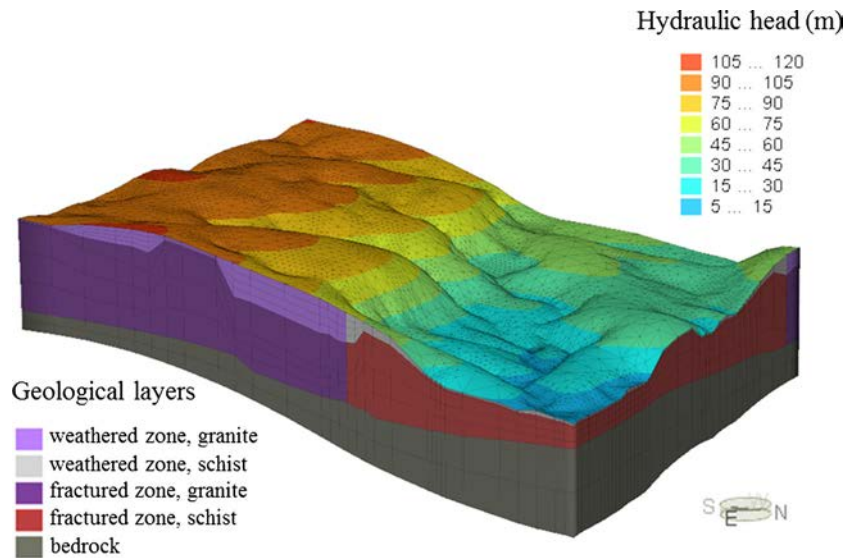 Hydraulic head (m)
105 ... 120
90 ... 105
75 ... 90
60 ... 75
45 ... 60
30 ... 45
15 ... 30
5 ... 15
Geological layers
weathered zone, granite
weathered zone, schist
fractured zone, granite
fractured zone, schist
bedrock
S W
E N